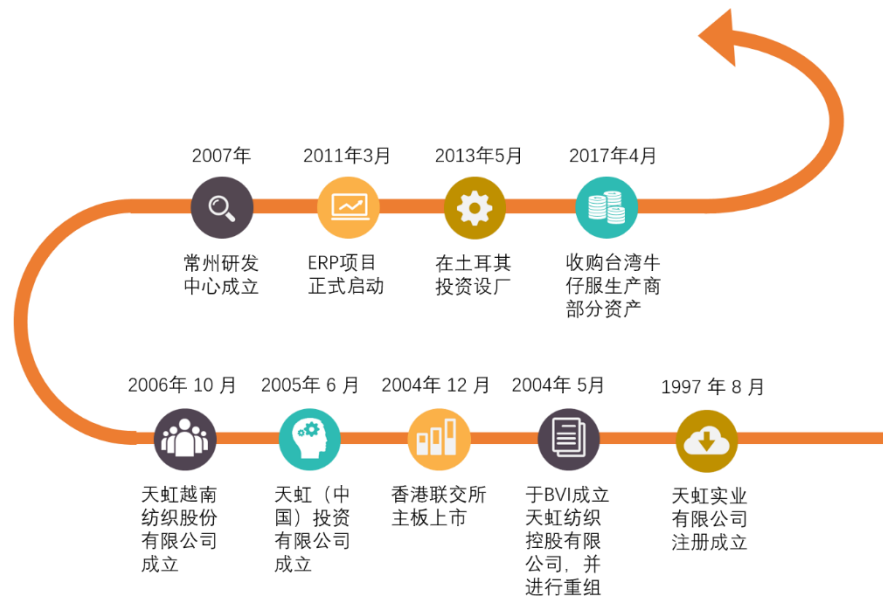 2007年
2011年3月
2013年5月
2017年4月
常州研发
中心成立
ERP项目
正式启动
在土耳其
投资设厂
收购台湾牛
仔服生产商
部分资产
2006年 10 月
2005年 6 月
2004年 12 月
2004年 5月
1997 年 8 月
天虹越南
纺织股份
有限公司
成立
天虹（中
国）投资
有限公司
成立
香港联交所
主板上市
于BVI成立
天虹纺织
控股有限
公司，并
进行重组
天虹实业
有限公司
注册成立